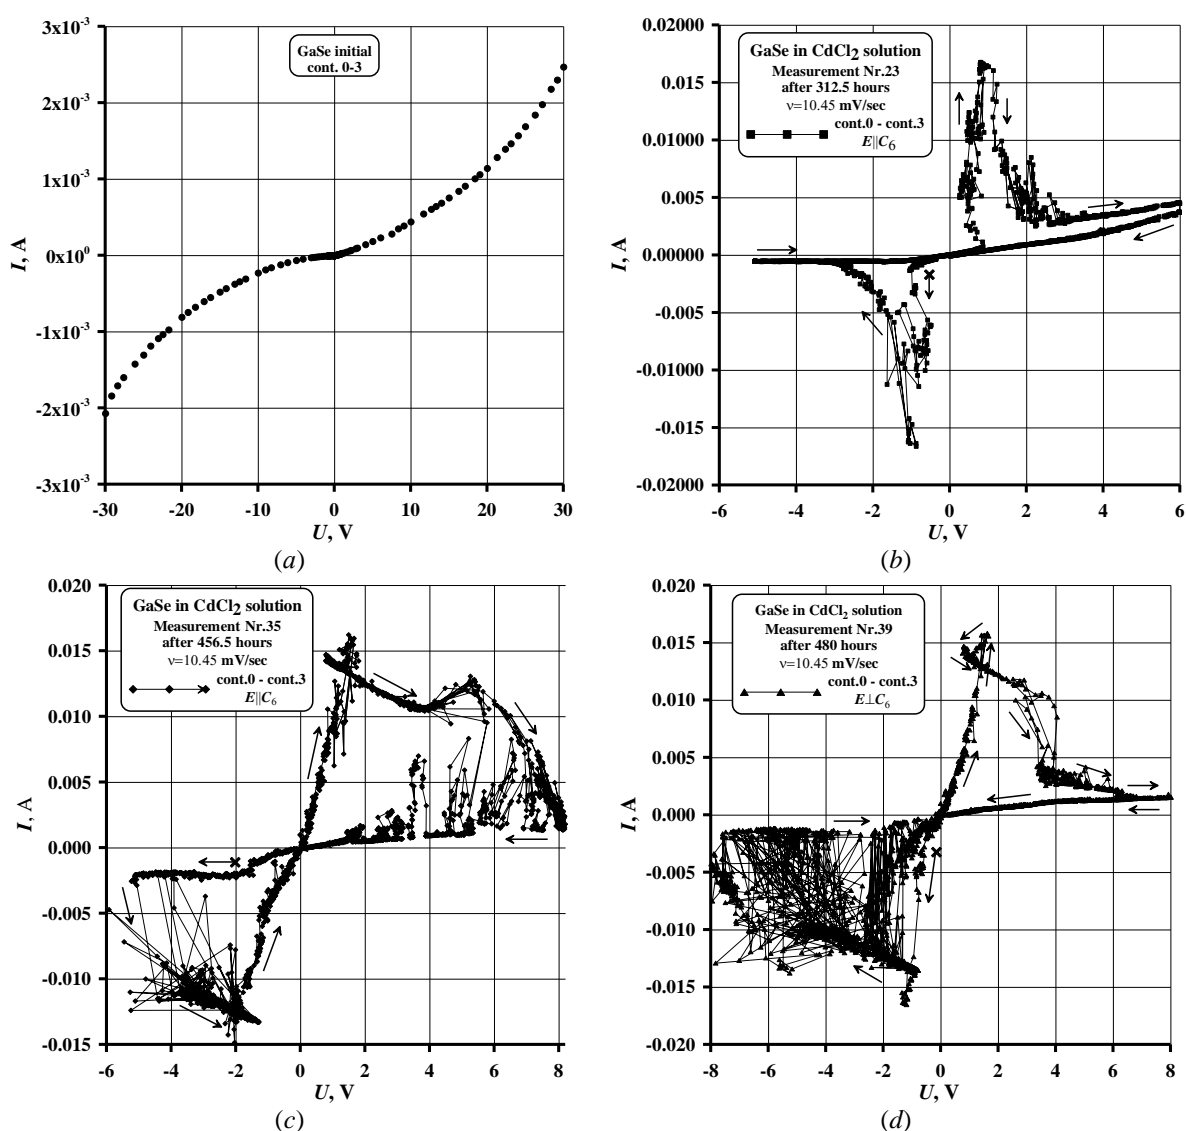 3x10-3
2x10-3
1x10-3
0x100
-1x10-3
-2x10-3
-3x10-3
I, A
GaSe initial
cont. 0-3
-30 -20 -10 0 10 20 30
U, V
(a)
0.02000
0.015
0.01000
0.005
0.00000
-0.005
-0.01000
-0.015
-0.02000
I, A
GaSe in CdCl2 solution
Measurement Nr.23
after 312.5 hours
ν=10.45 mV/sec
cont.0 - cont.3
E||C6
-6 -4 -2 0 2 4 6
U, V
(b)
0.020
0.015
0.010
0.005
0.000
-0.005
-0.010
-0.015
I, A
GaSe in CdCl2 solution
Measurement Nr.35
after 456.5 hours
ν=10.45 mV/sec
cont.0 - cont.3
E||C6
-6 -4 -2 0 2 4 6 8
U, V
(c)
0.020
0.015
0.010
0.005
0.000
-0.005
-0.010
-0.015
-0.020
I, A
GaSe in CdCl2 solution
Measurement Nr.39
after 480 hours
ν=10.45 mV/sec
cont.0 - cont.3
E⊥C6
-8 -6 -4 -2 0 2 4 6 8
U, V
(d)